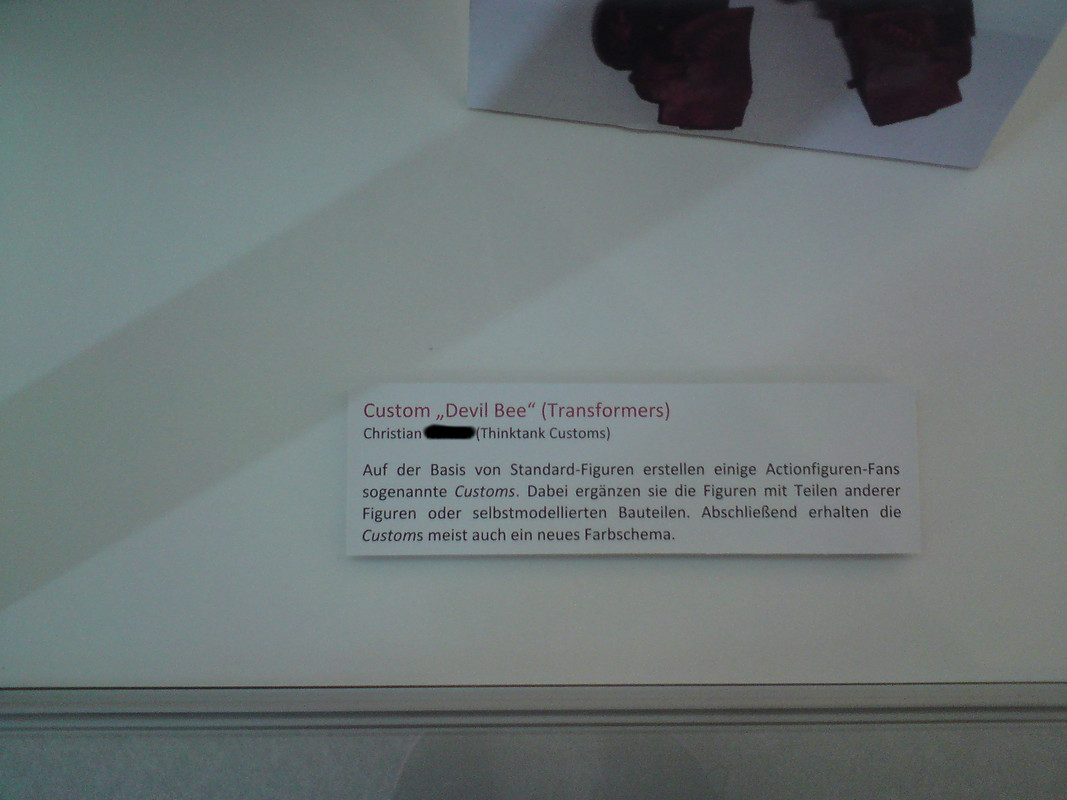 Custom „Devil Bee“ (Transformers)
Christian (Thinktank Customs)
Auf der Basis von Standard-Figuren erstellen einige Actionfiguren-Fans
sogenannte Customs. Dabei ergänzen sie die Figuren mit Teilen anderer
Figuren oder selbstmodellierten Bauteilen. Abschließend erhalten die
Customs meist auch ein neues Farbschema.